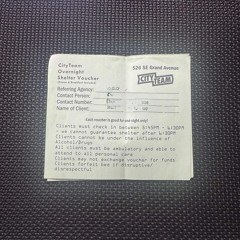 CityTeam
Overnight
Shelter Voucher
526 SE Grand Avenue
CITY
TEAM
Referring Agency:
Contact Person:
Contact Number:
Name of Client:
Each voucher is good for one night only!
Clients must check in between 5:45PM - 6:30PM
- we cannot guarantee shelter after 6:30PM
Clients cannot be under the influence of
Alcohol/Drugs
All clients must be ambulatory and able to
attend to all personal care
Clients may not exchange voucher for funds
Clients forfeit bed if disruptive/
disrespectful